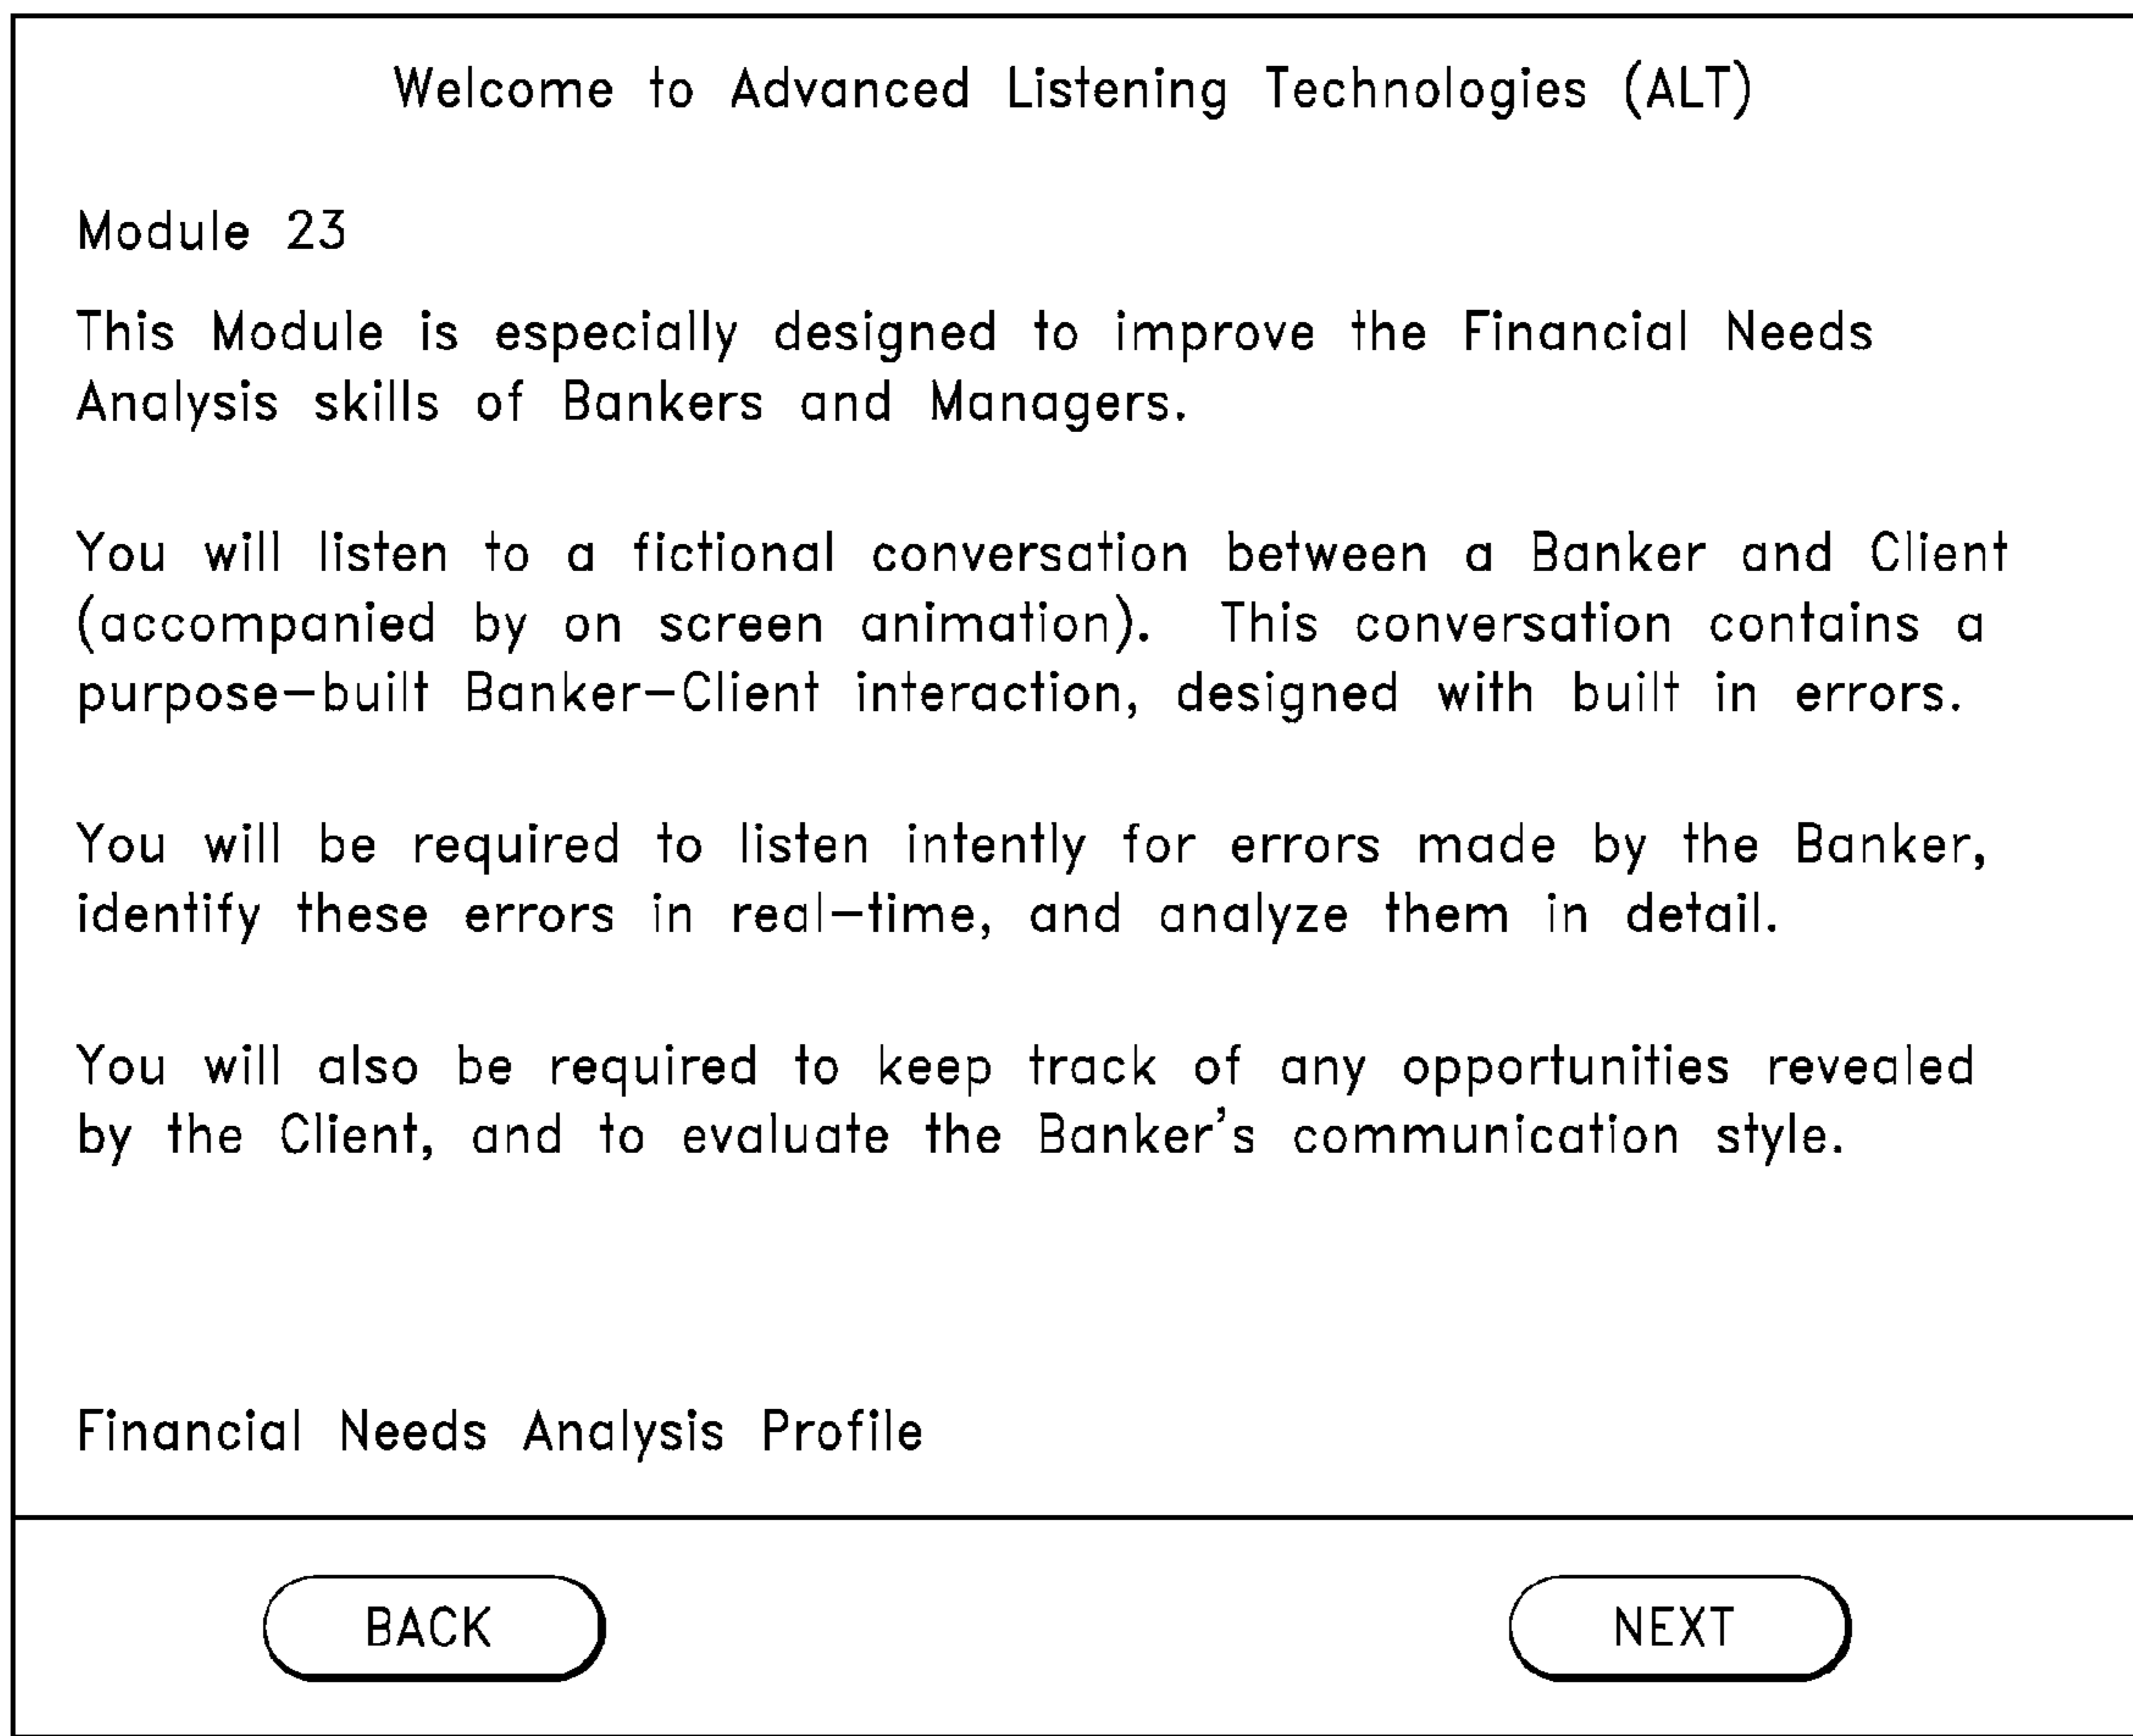 Welcome to Advanced Listening Technologies (ALT)
Module 23
This Module is especially designed to improve the Financial Needs
Analysis skills of Bankers and Managers.
You will listen to a fictional conversation between a Banker and Client
(accompanied by on screen animation). This conversation contains a
purpose-built Banker-Client interaction, designed with built in errors.
You will be required to listen intently for errors made by the Banker,
identify these errors in real-time, and analyze them in detail.
You will also be required to keep track of any opportunities revealed
by the Client, and to evaluate the Banker's communication style.
Financial Needs Analysis Profile
BACK
NEXT